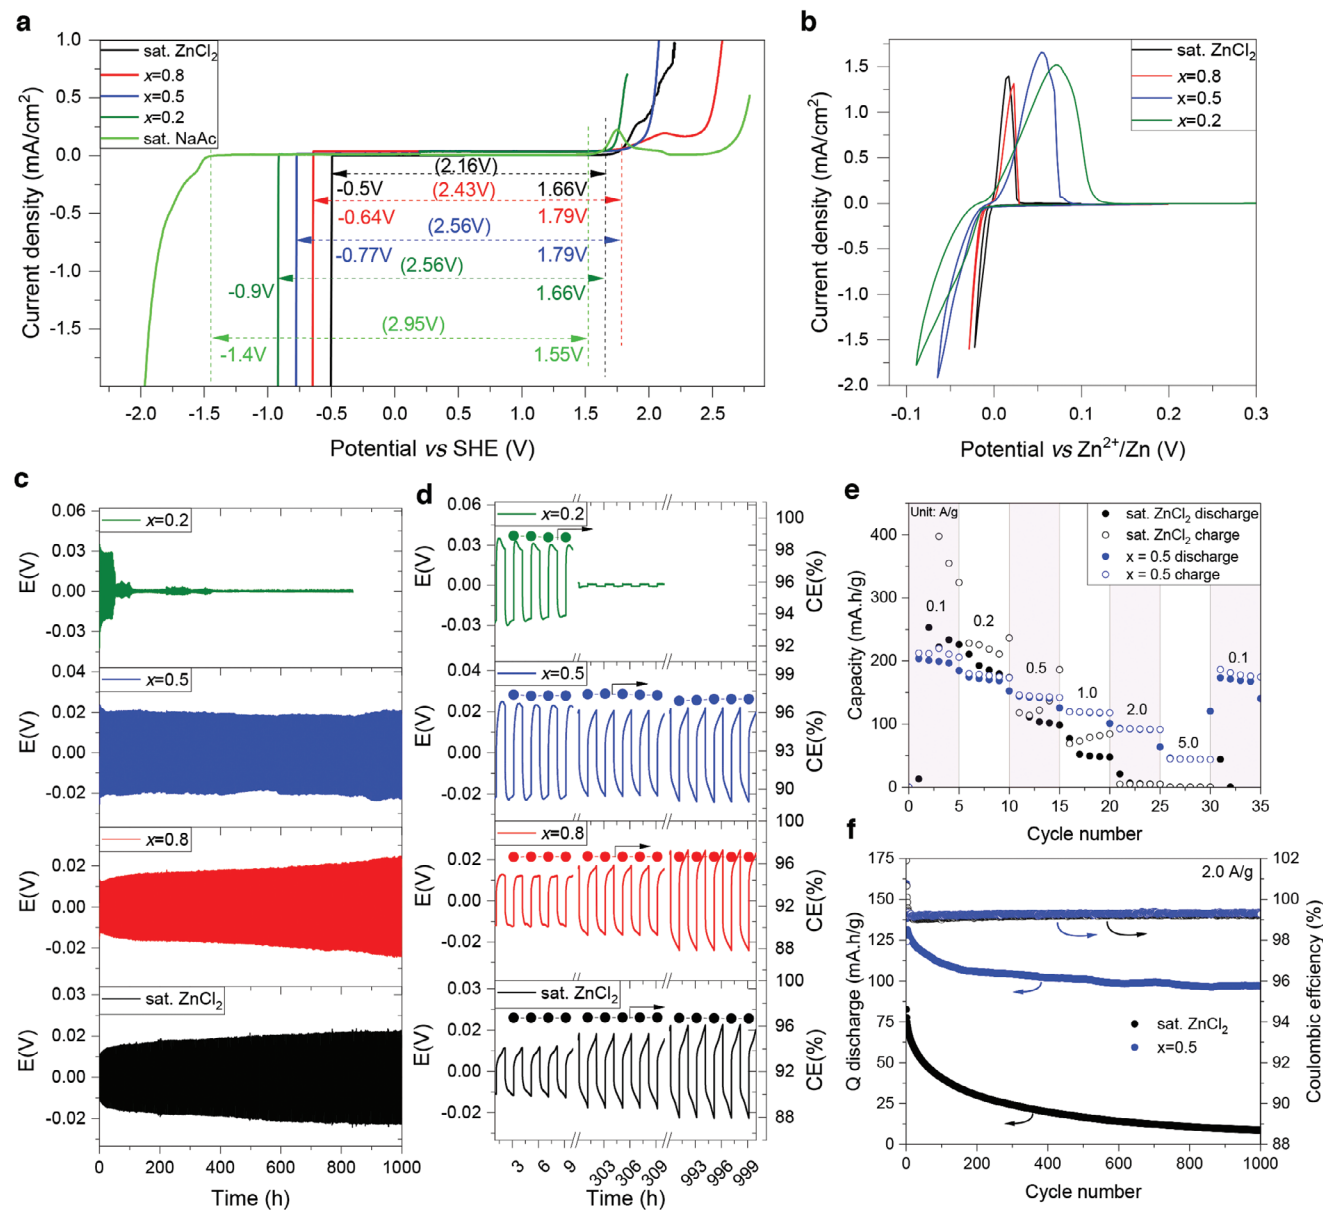 a
sat. ZnCl2
x=0.8
x=0.5
x=0.2
sat. NaAc
1.0
0.5
0.0
-0.5
-1.0
-1.5
Current density (mA/cm2)
(2.16V)
-0.5V
1.66V
(2.43V)
-0.64V
1.79V
(2.56V)
-0.77V
1.79V
(2.56V)
-0.9V
1.66V
(2.95V)
-1.4V
1.55V
-2.0 -1.5 -1.0 -0.5 0.0 0.5 1.0 1.5 2.0 2.5
Potential vs SHE (V)
b
sat. ZnCl2
x=0.8
x=0.5
x=0.2
1.5
1.0
0.5
0.0
-0.5
-1.0
-1.5
-2.0
Current density (mA/cm2)
-0.1 0.0 0.1 0.2 0.3
Potential vs Zn2+/Zn (V)
c
x=0.2
0.06
0.03
0.00
-0.03
E(V)
x=0.5
0.04
0.02
0.00
-0.02
E(V)
x=0.8
0.04
0.02
0.00
-0.02
E(V)
sat. ZnCl2
0.03
0.02
0.00
-0.02
E(V)
0 200 400 600 800 1000
Time (h)
d
x=0.2
0.06
0.03
0.00
-0.03
E(V)
100
98
96
94
92
CE(%)
x=0.5
0.04
0.02
0.00
-0.02
E(V)
99
96
93
90
CE(%)
x=0.8
0.04
0.02
0.00
-0.02
E(V)
100
96
92
88
CE(%)
sat. ZnCl2
0.03
0.02
0.00
-0.02
E(V)
100
96
92
88
CE(%)
3 6 9 303 306 309 993 996 999
Time (h)
e
Unit: A/g
sat. ZnCl2 discharge
sat. ZnCl2 charge
x = 0.5 discharge
x = 0.5 charge
400
300
200
100
0
Capacity (mA.h/g)
0.1
0.2
0.5
1.0
2.0
5.0
0.1
0 5 10 15 20 25 30 35
Cycle number
f
2.0 A/g
175
150
125
100
75
50
25
0
Q discharge (mA.h/g)
102
100
98
96
94
92
90
88
Coulombic effciency (%)
sat. ZnCl2
x=0.5
0 200 400 600 800 1000
Cycle number